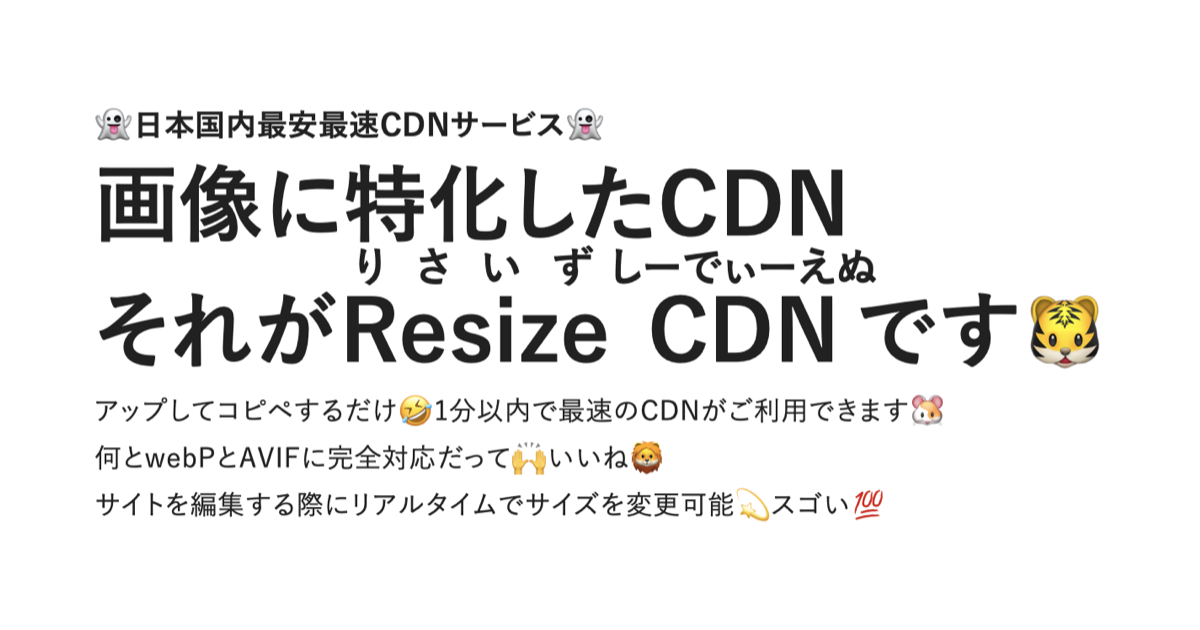 👻日本国内最安最速CDNサービス👻
画像に特化したCDN
りさいず しーでぃーえぬ
それがResize CDN です🐯
アップしてコピペするだけ🤣1分以内で最速のCDNがご利用できます🐹
何とwebPとAVIFに完全対応だって🙌いいね🦁
サイトを編集する際にリアルタイムでサイズを変更可能💫スゴい💯